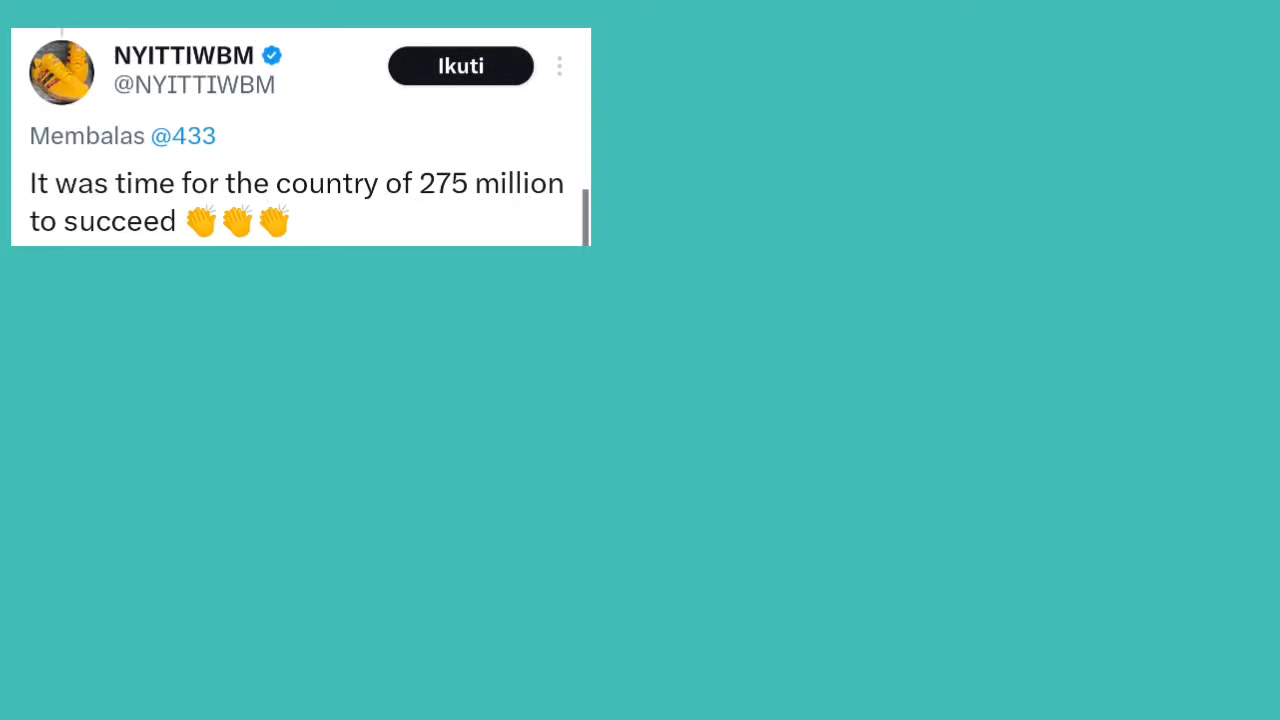 NYITTIWBM
@NYITTIWBM
Ikuti
Membalas @433
It was time for the country of 275 million
to succeed 👏👏👏